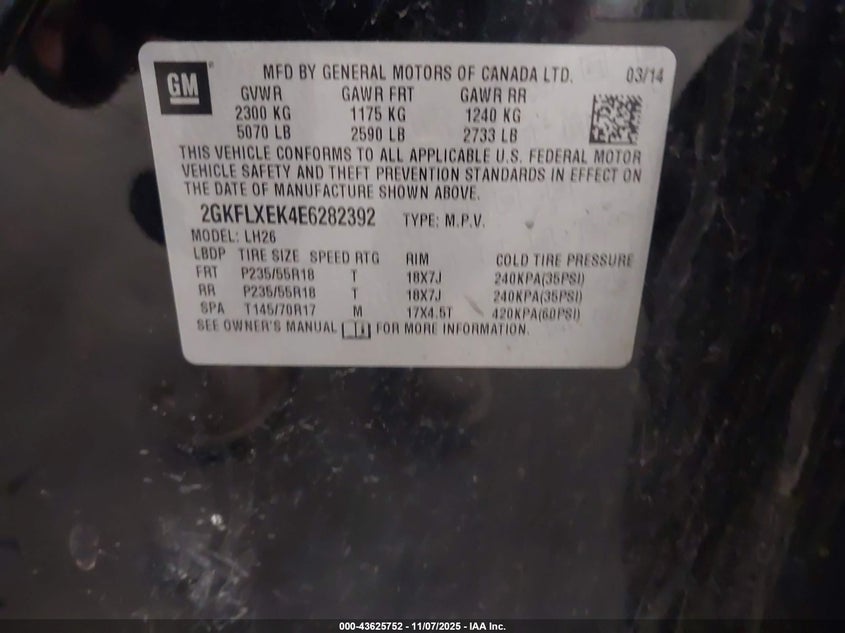 GM
MFD BY GENERAL MOTORS OF CANADA LTD. 03/14
GVWR GAWR FRT GAWR RR
2300 KG 1175 KG 1240 KG
5070 LB 2590 LB 2733 LB
THIS VEHICLE CONFORMS TO ALL APPLICABLE U.S. FEDERAL MOTOR
VEHICLE SAFETY AND THEFT PREVENTION STANDARDS IN EFFECT ON
THE DATE OF MANUFACTURE SHOWN ABOVE.
2GKFLXEK4E6282392 TYPE: M.P.V.
MODEL: LH26
LBDP TIRE SIZE SPEED RTG RIM COLD TIRE PRESSURE
FRT P235/55R18 T 18X7J 240KPA(35PSI)
RR P235/55R18 T 18X7J 240KPA(35PSI)
SPA T145/70R17 M 17X4.5T 420KPA(60PSI)
SEE OWNER'S MANUAL FOR MORE INFORMATION.
000-43625752 - 11/07/2025 - IAA Inc.